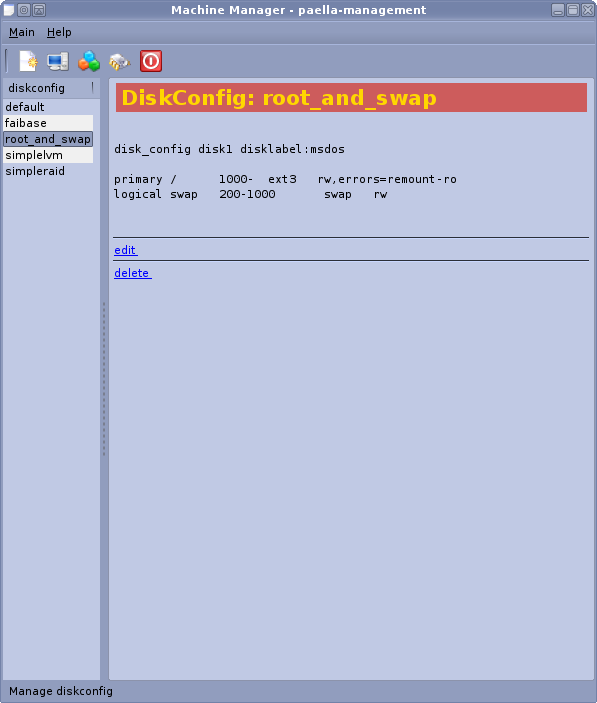 Machine Manager - paella-management
Main Help
diskconfig
default
faibase
root_and_swap
simplelvm
simpleraid
DiskConfig: root_and_swap
disk_config disk1 disklabel:msdos
primary /      1000-  ext3   rw,errors=remount-ro
logical swap   200-1000       swap   rw
edit
delete
Manage diskconfig